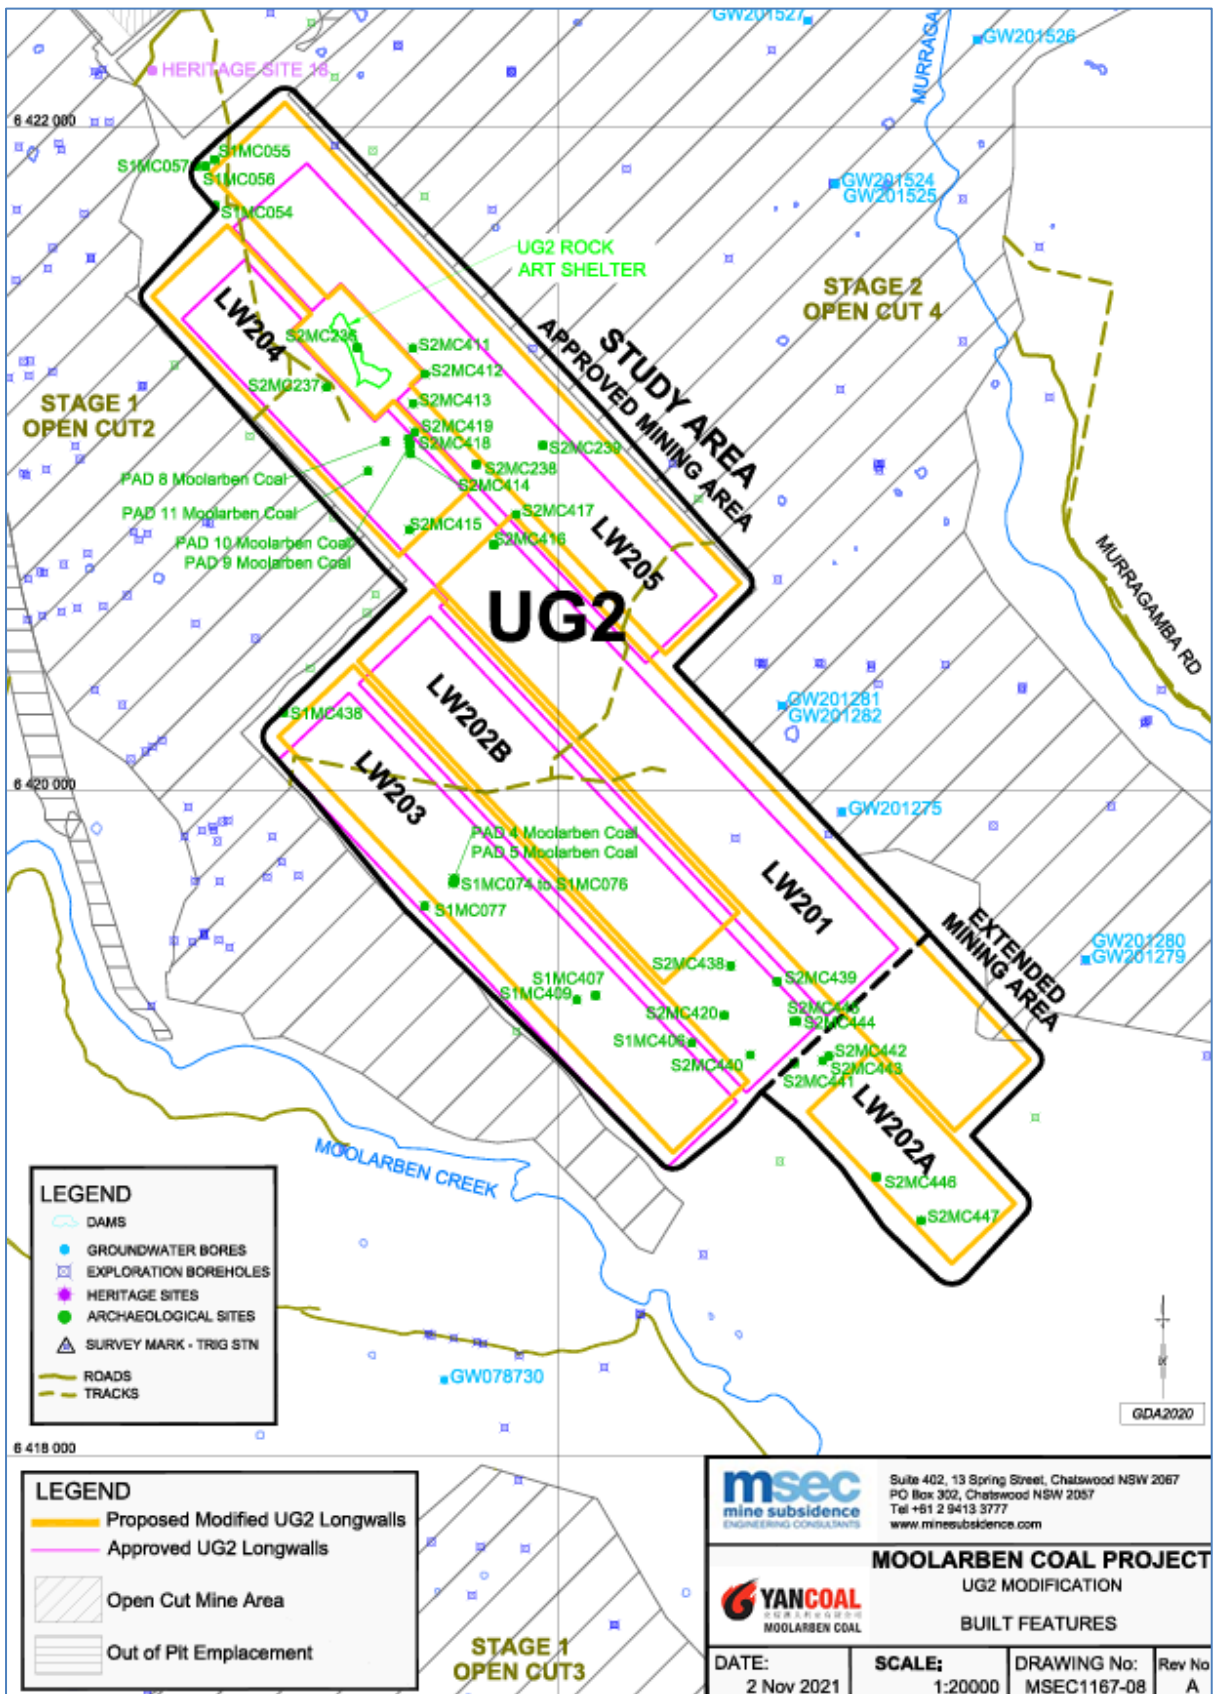 GW201527
GW201526
MURRAGA
HERITAGE SITE 18
6 422 000
S1MC055
S1MC057
S1MC056
S1MC054
GW201524
GW201525
UG2 ROCK
ART SHELTER
STAGE 2
OPEN CUT 4
LW204
STUDY AREA
APPROVED MINING AREA
S2MC236
S2MC411
S2MC412
S2MC237
S2MC413
STAGE 1
OPEN CUT2
S2MC419
S2MC418
S2MC239
S2MC238
PAD 8 Moolarben Coal
S2MC414
PAD 11 Moolarben Coal
S2MC417
S2MC415
S2MC416
PAD 10 Moolarben Coal
PAD 9 Moolarben Coal
LW205
UG2
MURRAGAMBA RD
GW201281
GW201282
S1MC438
LW202B
LW203
6 420 000
GW201275
PAD 4 Moolarben Coal
PAD 5 Moolarben Coal
S1MC074 to S1MC076
S1MC077
LW201
EXTENDED
MINING AREA
GW201280
GW201279
S2MC438
S2MC439
S1MC407
S1MC409
S2MC420
S2MC445
S2MC444
S1MC406
S2MC440
S2MC442
S2MC443
S2MC441
LW202A
S2MC446
S2MC447
MOOLARBEN CREEK
LEGEND
DAMS
GROUNDWATER BORES
EXPLORATION BOREHOLES
HERITAGE SITES
ARCHAEOLOGICAL SITES
SURVEY MARK - TRIG STN
ROADS
TRACKS
GW078730
N
GDA2020
6 418 000
LEGEND
Proposed Modified UG2 Longwalls
Approved UG2 Longwalls
Open Cut Mine Area
Out of Pit Emplacement
STAGE 1
OPEN CUT3
msec
mine subsidence
ENGINEERING CONSULTANTS
Suite 402, 13 Spring Street, Chatswood NSW 2067
PO Box 302, Chatswood NSW 2057
Tel +61 2 9413 3777
www.minesubsidence.com
YANCOAL
MOOLARBEN COAL
MOOLARBEN COAL PROJECT
UG2 MODIFICATION
BUILT FEATURES
DATE:
2 Nov 2021
SCALE:
1:20000
DRAWING No:
MSEC1167-08
Rev No
A